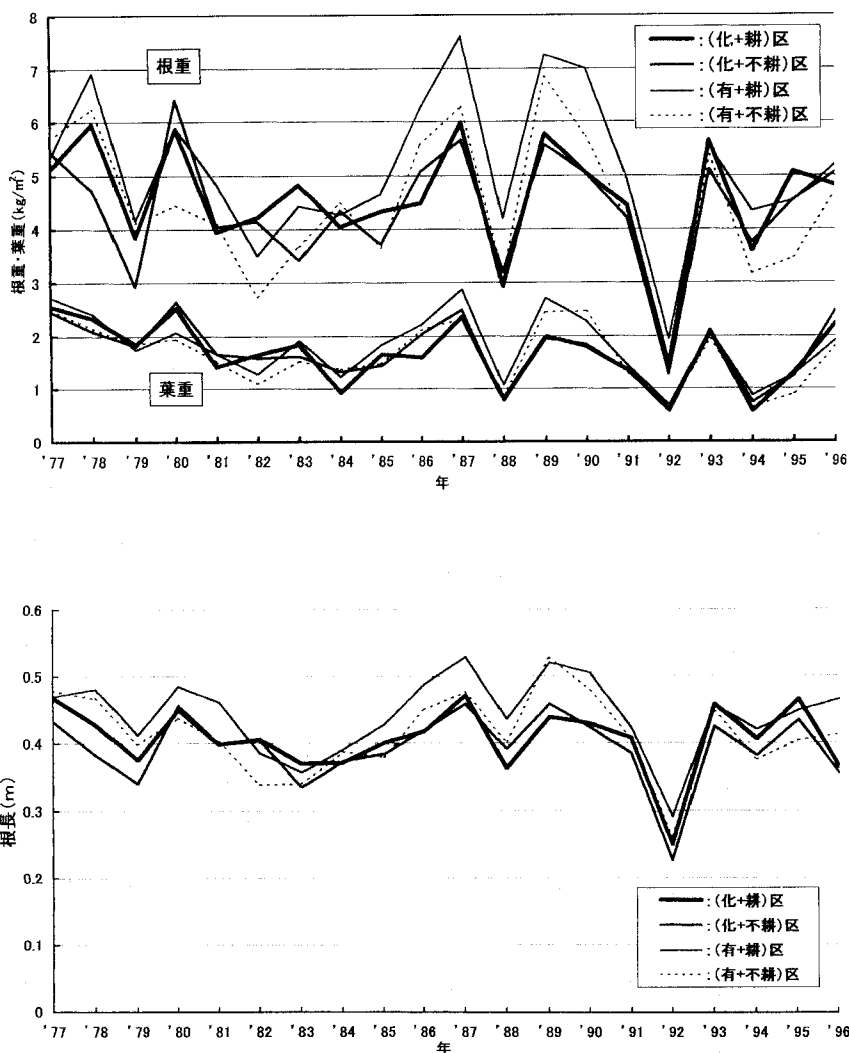 8
7
6
5
4
3
2
1
0
根重・葉重(kg/m²)
根重
葉重
:(化+耕)区
:(化+不耕)区
:(有+耕)区
:(有+不耕)区
'77 '78 '79 '80 '81 '82 '83 '84 '85 '86 '87 '88 '89 '90 '91 '92 '93 '94 '95 '96
年
0.6
0.5
0.4
0.3
0.2
0.1
0
根長(m)
:(化+耕)区
:(化+不耕)区
:(有+耕)区
:(有+不耕)区
'77 '78 '79 '80 '81 '82 '83 '84 '85 '86 '87 '88 '89 '90 '91 '92 '93 '94 '95 '96
年